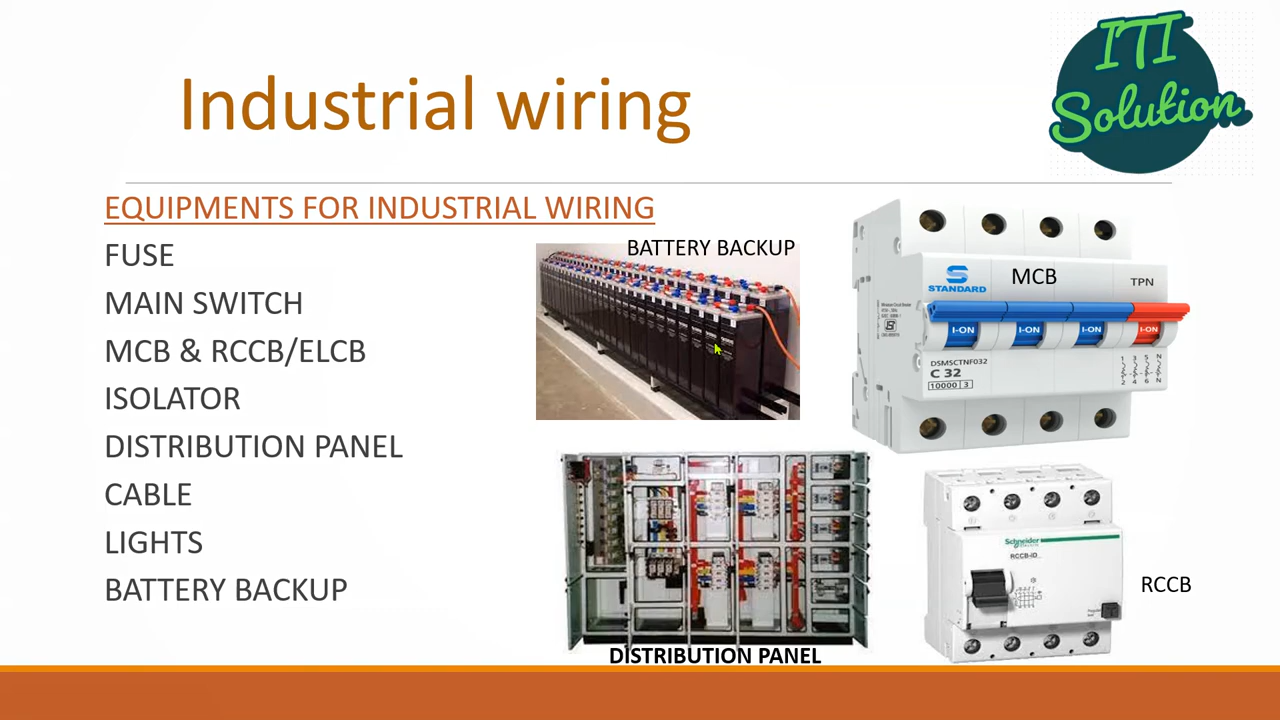 ITI
Solution
Industrial wiring
EQUIPMENTS FOR INDUSTRIAL WIRING
FUSE
MAIN SWITCH
MCB & RCCB/ELCB
ISOLATOR
DISTRIBUTION PANEL
CABLE
LIGHTS
BATTERY BACKUP
BATTERY BACKUP
S
STANDARD
MCB
TPN
I-ON
I-ON
I-ON
I-ON
DSMSCTNF032
C 32
10000 3
DISTRIBUTION PANEL
Schneider
RCCB-ID
RCCB